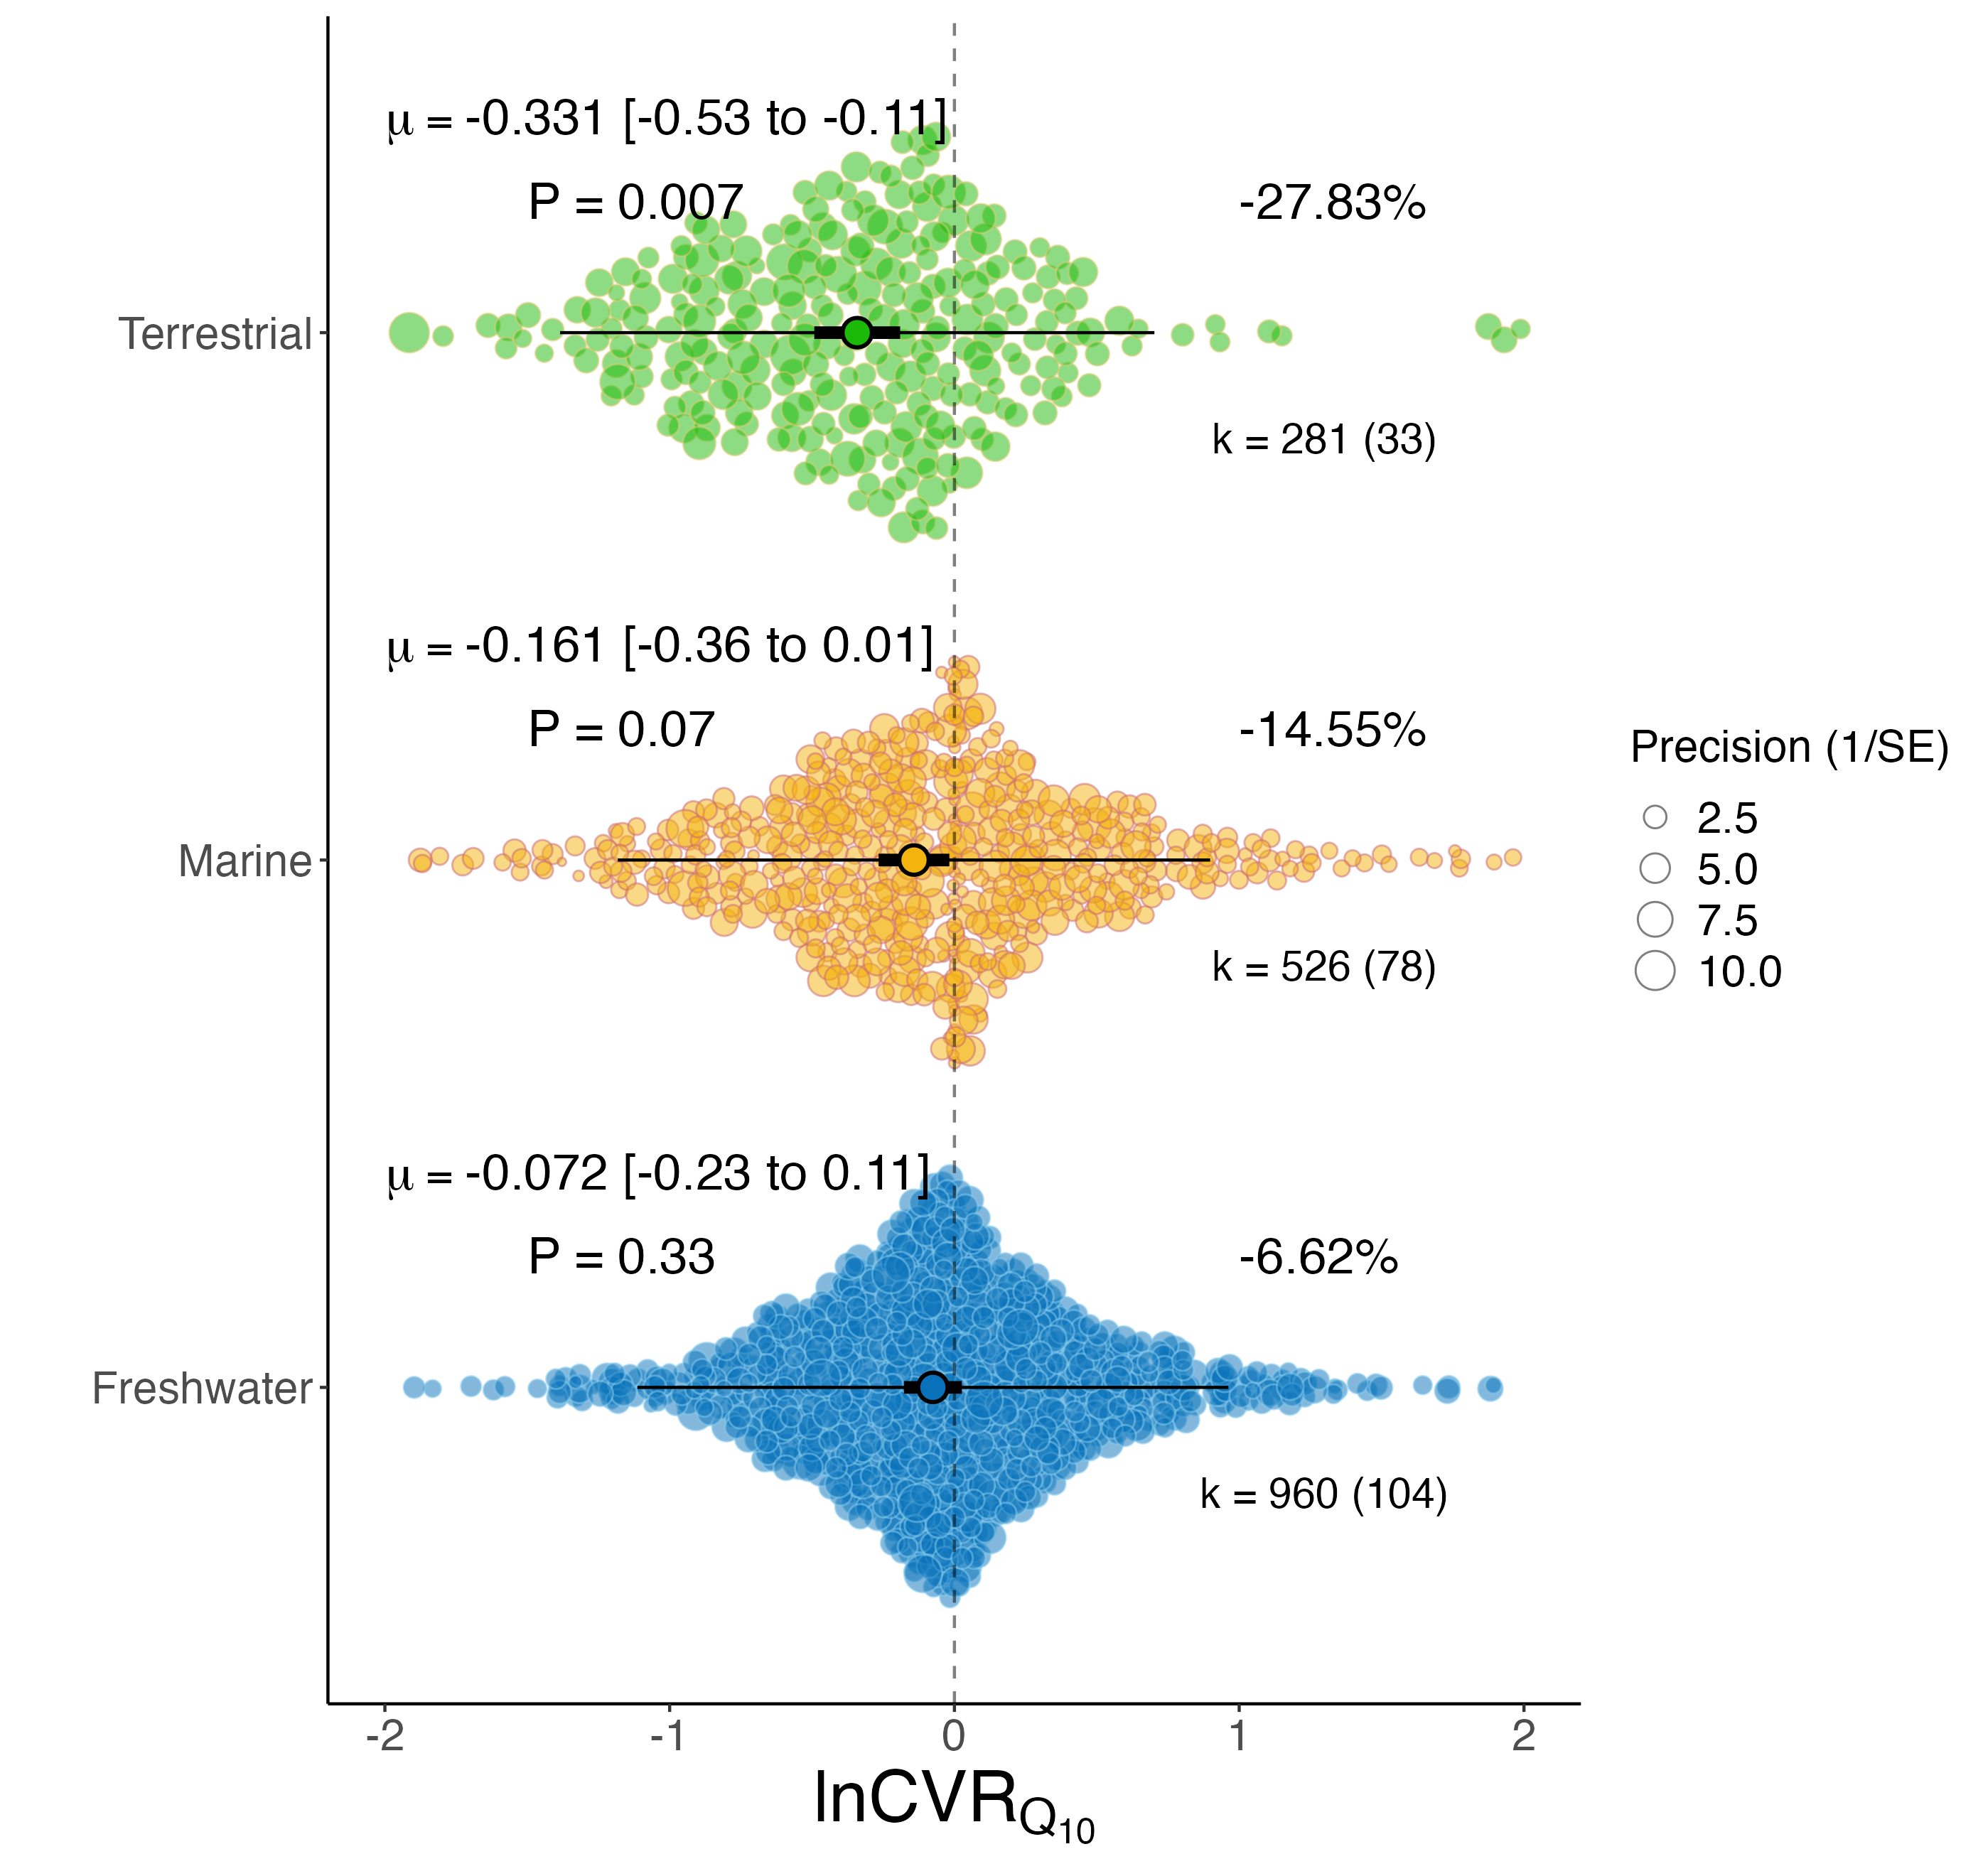 μ = -0.331 [-0.53 to -0.11]
P = 0.007
-27.83%
Terrestrial
k = 281 (33)
μ = -0.161 [-0.36 to 0.01]
P = 0.07
-14.55%
Marine
k = 526 (78)
μ = -0.072 [-0.23 to 0.11]
P = 0.33
-6.62%
Freshwater
k = 960 (104)
Precision (1/SE)
2.5
5.0
7.5
10.0
-2 -1 0 1 2
lnCVR_Q_10